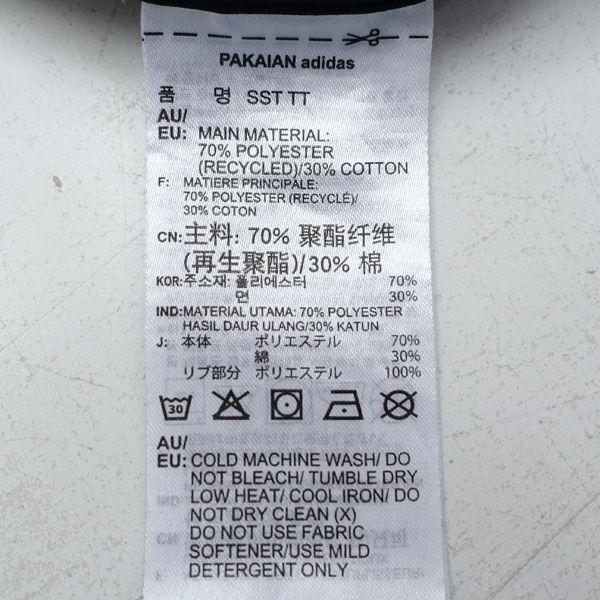 PAKAIAN adidas
품 명 SST TT
AU/
EU: MAIN MATERIAL:
70% POLYESTER
(RECYCLED)/30% COTTON
F: MATIERE PRINCIPALE:
70% POLYESTER (RECYCLÉ)/
30% COTON
CN: 主料: 70% 聚酯纤维
(再生聚酯)/30% 棉
KOR: 주소재: 폴리에스터 70%
면 30%
IND: MATERIAL UTAMA: 70% POLYESTER
HASIL DAUR ULANG/30% KATUN
J: 本体 ポリエステル 70%
綿 30%
リブ部分 ポリエステル 100%
30
AU/
EU: COLD MACHINE WASH/ DO
NOT BLEACH/ TUMBLE DRY
LOW HEAT/ COOL IRON/ DO
NOT DRY CLEAN (X)
DO NOT USE FABRIC
SOFTENER/USE MILD
DETERGENT ONLY